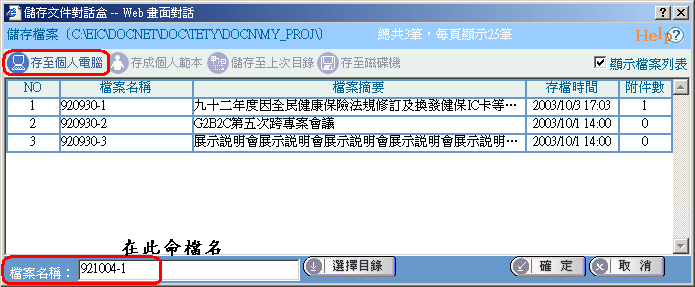 儲存文件對話盒 -- Web 畫面對話
儲存檔案（C:\EIC\DOCNET\DOC\TETY\DOCN\MY_PROJ\） 總共3筆，每頁顯示25筆 Help?
存至個人電腦 存成個人範本 儲存至上次目錄 存至磁碟機 顯示檔案列表
NO 檔案名稱 檔案摘要 存檔時間 附件數
1 920930-1 九十二年度因全民健康保險法規修訂及換發健保IC卡等… 2003/10/3 17:03 1
2 920930-2 G2B2C第五次跨專案會議 2003/10/1 14:00 0
3 920930-3 展示說明會展示說明會展示說明會展示說明會展示說明… 2003/10/1 14:00 0
在此命檔名
檔案名稱： 921004-1 選擇目錄 確 定 取 消